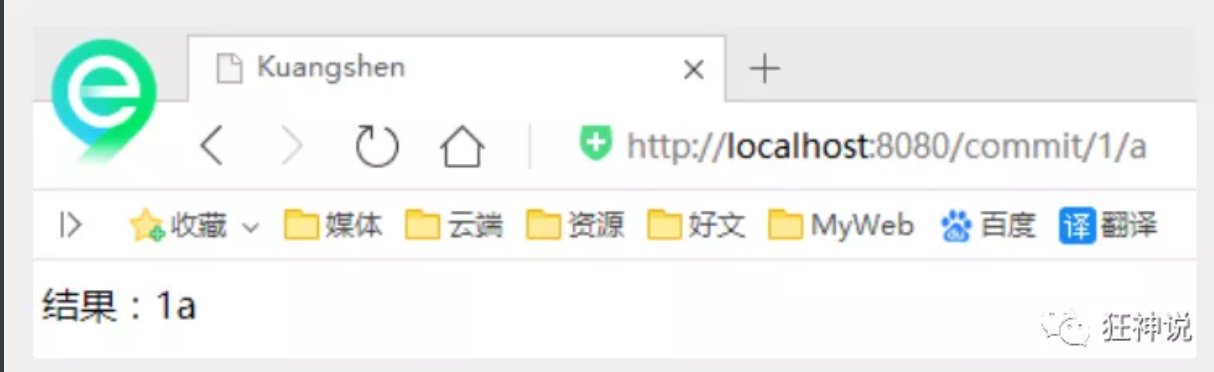 Kuangshen
http://localhost:8080/commit/1/a
收藏 媒体 云端 资源 好文 MyWeb 百度 译 翻译
结果：1a
狂神说